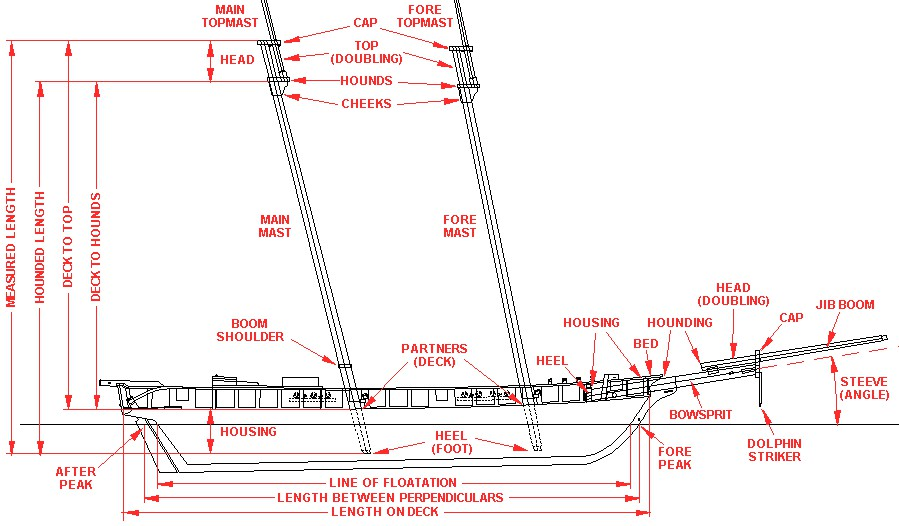 MAIN
TOPMAST
CAP
FORE
TOPMAST
HEAD
TOP
(DOUBLING)
HOUNDS
CHEEKS
MEASURED LENGTH
HOUNDED LENGTH
DECK TO TOP
DECK TO HOUNDS
MAIN
MAST
FORE
MAST
BOOM
SHOULDER
PARTNERS
(DECK)
HOUSING
HOUNDING
HEAD
(DOUBLING)
CAP
JIB BOOM
BED
HEEL
STEEVE
(ANGLE)
BOWSPRIT
HOUSING
HEEL
(FOOT)
DOLPHIN
STRIKER
FORE
PEAK
AFTER
PEAK
LINE OF FLOATATION
LENGTH BETWEEN PERPENDICULARS
LENGTH ON DECK